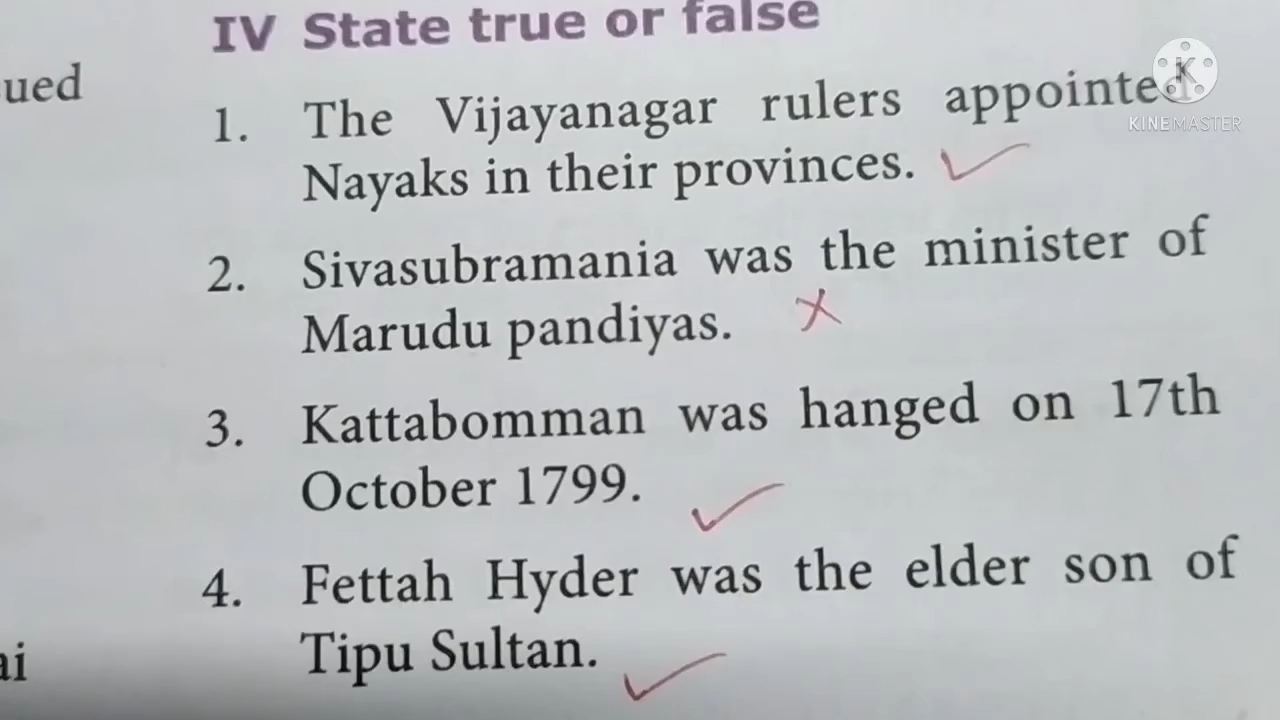 IV State true or false
ued
1. The Vijayanagar rulers appointed
KINEMASTER
Nayaks in their provinces.
2. Sivasubramania was the minister of
Marudu pandiyas.
3. Kattabomman was hanged on 17th
October 1799.
4. Fettah Hyder was the elder son of
Tipu Sultan.
ai